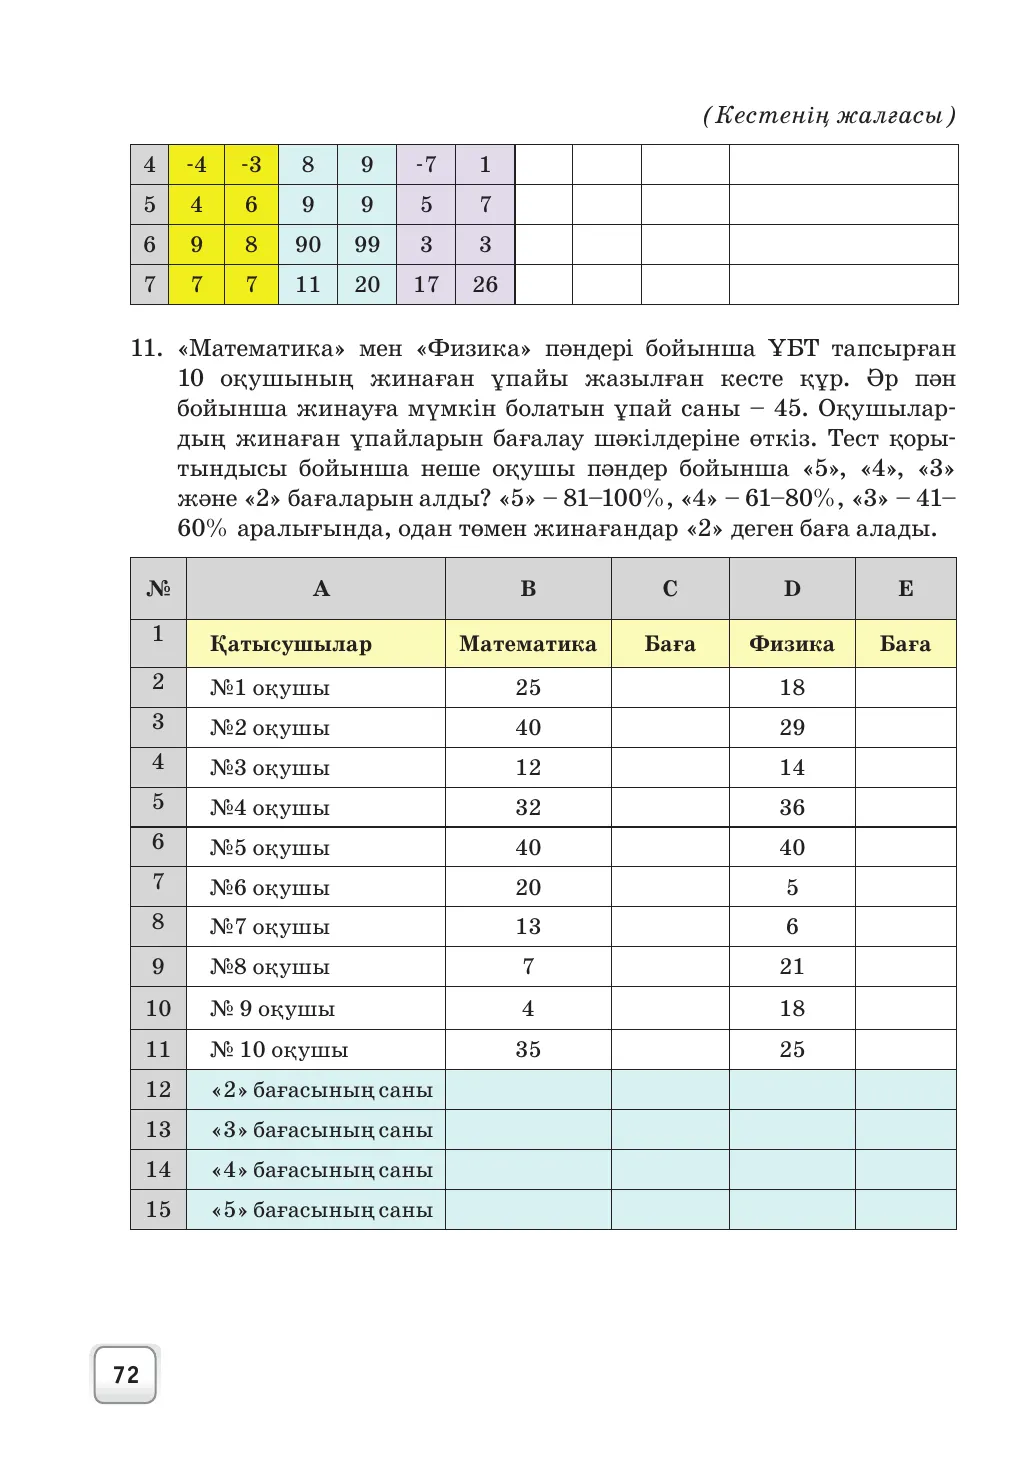 (Кестенің жалғасы)
4 -4 -3 8 9 -7 1
5 4 6 9 9 5 7
6 9 8 90 99 3 3
7 7 7 11 20 17 26
11. «Математика» мен «Физика» пәндері бойынша ҰБТ тапсырған
10 оқушының жинаған ұпайы жазылған кесте құр. Әр пән
бойынша жинауға мүмкін болатын ұпай саны – 45. Оқушылар-
дың жинаған ұпайларын бағалау шәкілдеріне өткіз. Тест қоры-
тындысы бойынша неше оқушы пәндер бойынша «5», «4», «3»
және «2» бағаларын алды? «5» – 81–100%, «4» – 61–80%, «3» – 41–
60% аралығында, одан төмен жинағандар «2» деген баға алады.
№ A B C D E
1 Қатысушылар Математика Баға Физика Баға
2 №1 оқушы 25 18
3 №2 оқушы 40 29
4 №3 оқушы 12 14
5 №4 оқушы 32 36
6 №5 оқушы 40 40
7 №6 оқушы 20 5
8 №7 оқушы 13 6
9 №8 оқушы 7 21
10 № 9 оқушы 4 18
11 № 10 оқушы 35 25
12 «2» бағасының саны
13 «3» бағасының саны
14 «4» бағасының саны
15 «5» бағасының саны
72